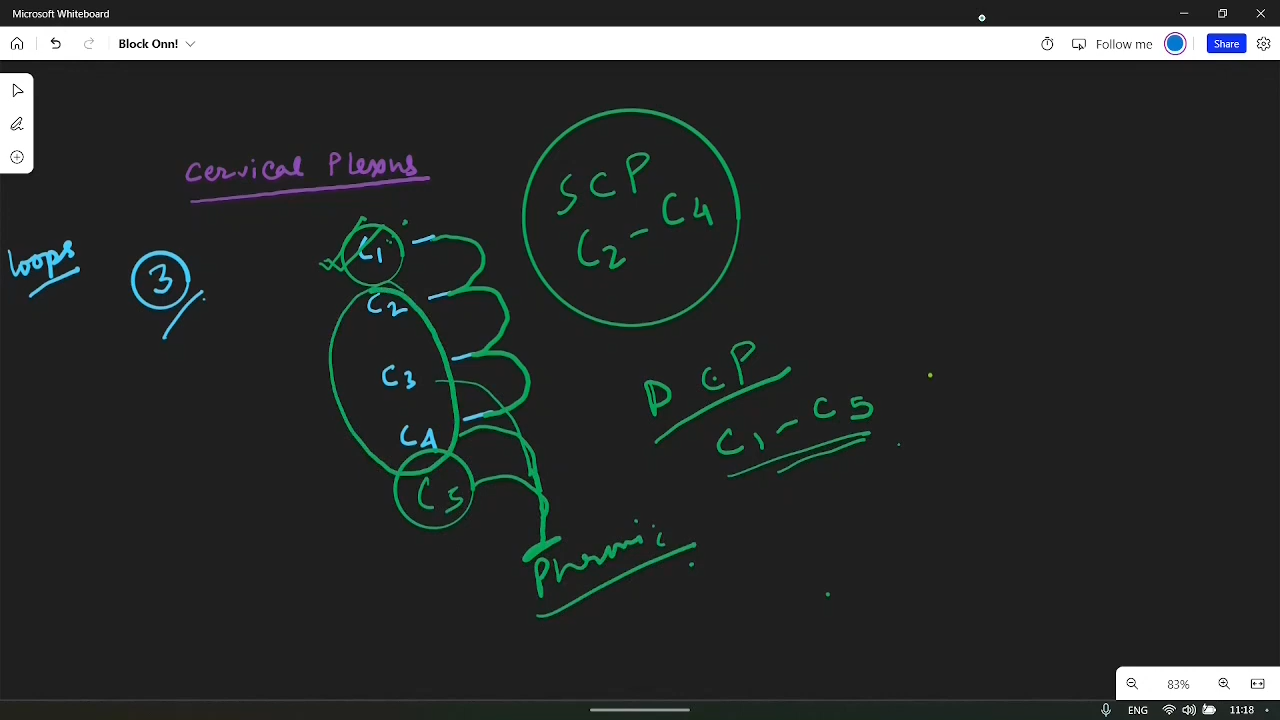 Microsoft Whiteboard
Block Onn!
Follow me
Share
Cervical Plexus
SCP
C2 - C4
loops
3
C1
C2
C3
C4
C5
DCP
C1 - C5
Phrenic
83%
ENG
11:18